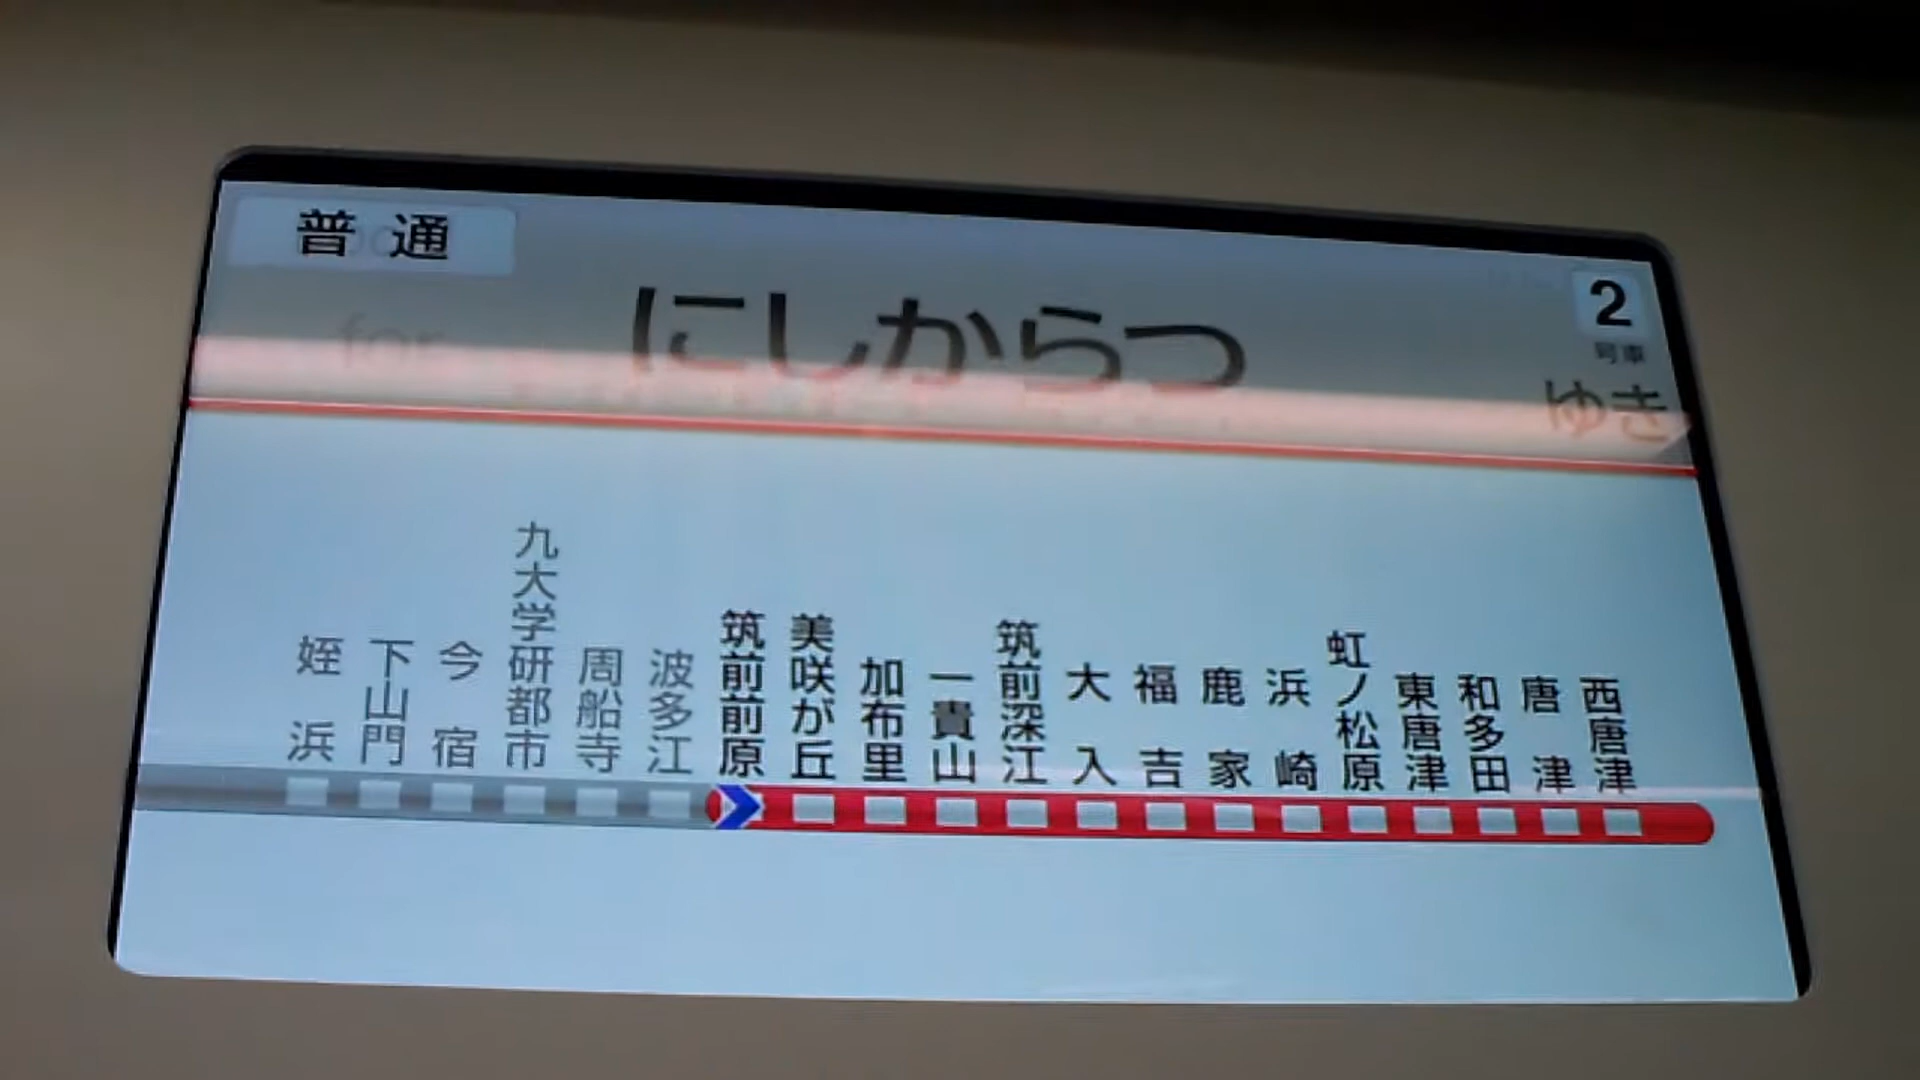 普通
for
にしからつ
2
号車
ゆき
姪浜
下山門
今宿
九大学研都市
周船寺
波多江
筑前前原
美咲が丘
加布里
一貴山
筑前深江
大入
福吉
鹿家
浜崎
虹ノ松原
東唐津
和多田
唐津
西唐津